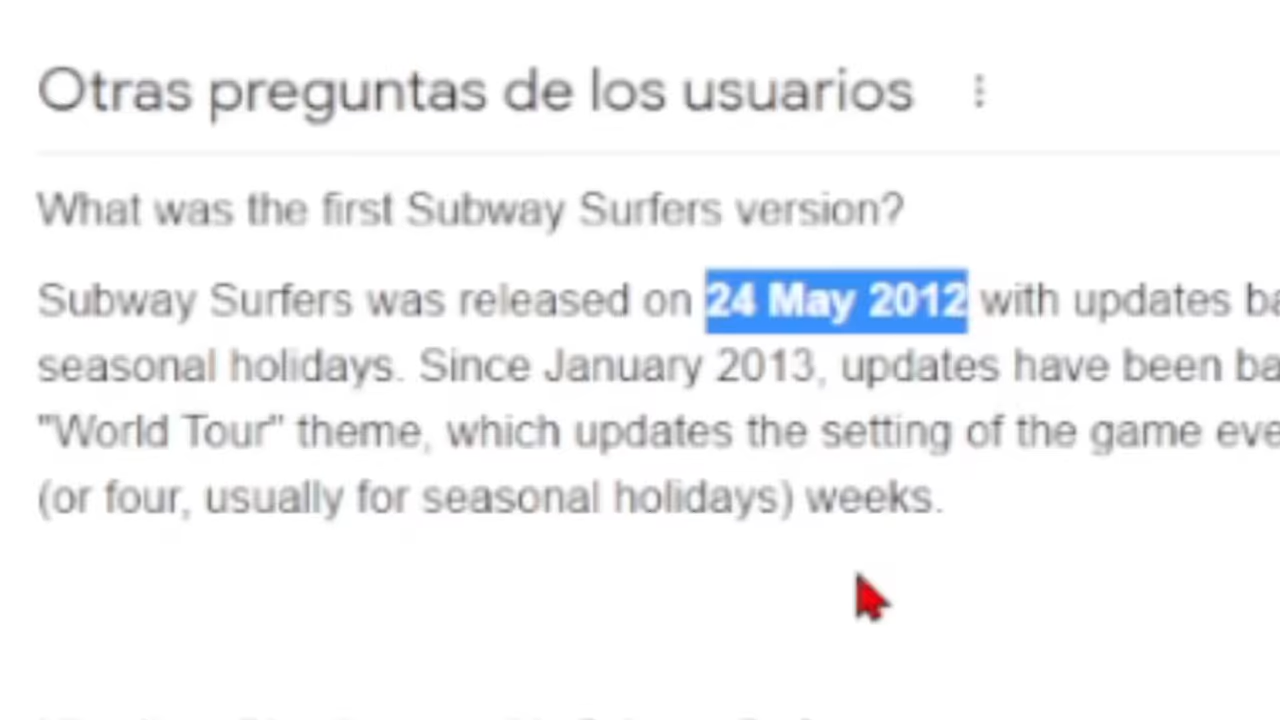 Otras preguntas de los usuarios
What was the first Subway Surfers version?
Subway Surfers was released on 24 May 2012 with updates
seasonal holidays. Since January 2013, updates have been
"World Tour" theme, which updates the setting of the game
(or four, usually for seasonal holidays) weeks.